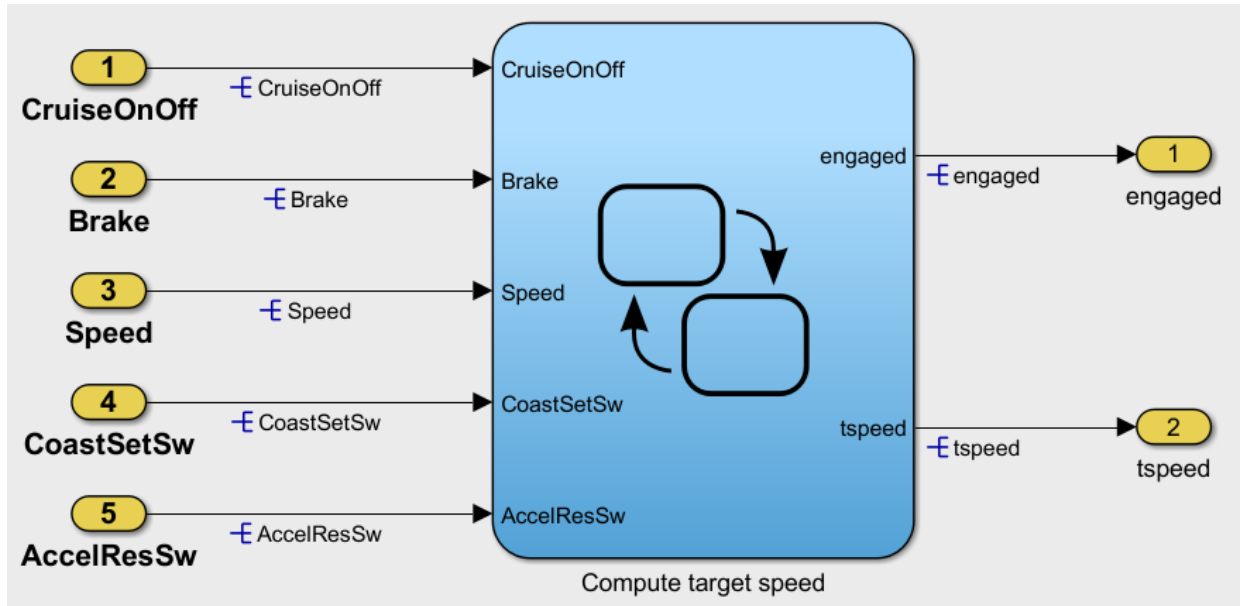 1
CruiseOnOff
CruiseOnOff
CruiseOnOff
2
Brake
Brake
Brake
3
Speed
Speed
Speed
4
CoastSetSw
CoastSetSw
CoastSetSw
5
AccelResSw
AccelResSw
AccelResSw
engaged
engaged
1
engaged
tspeed
tspeed
2
tspeed
Compute target speed